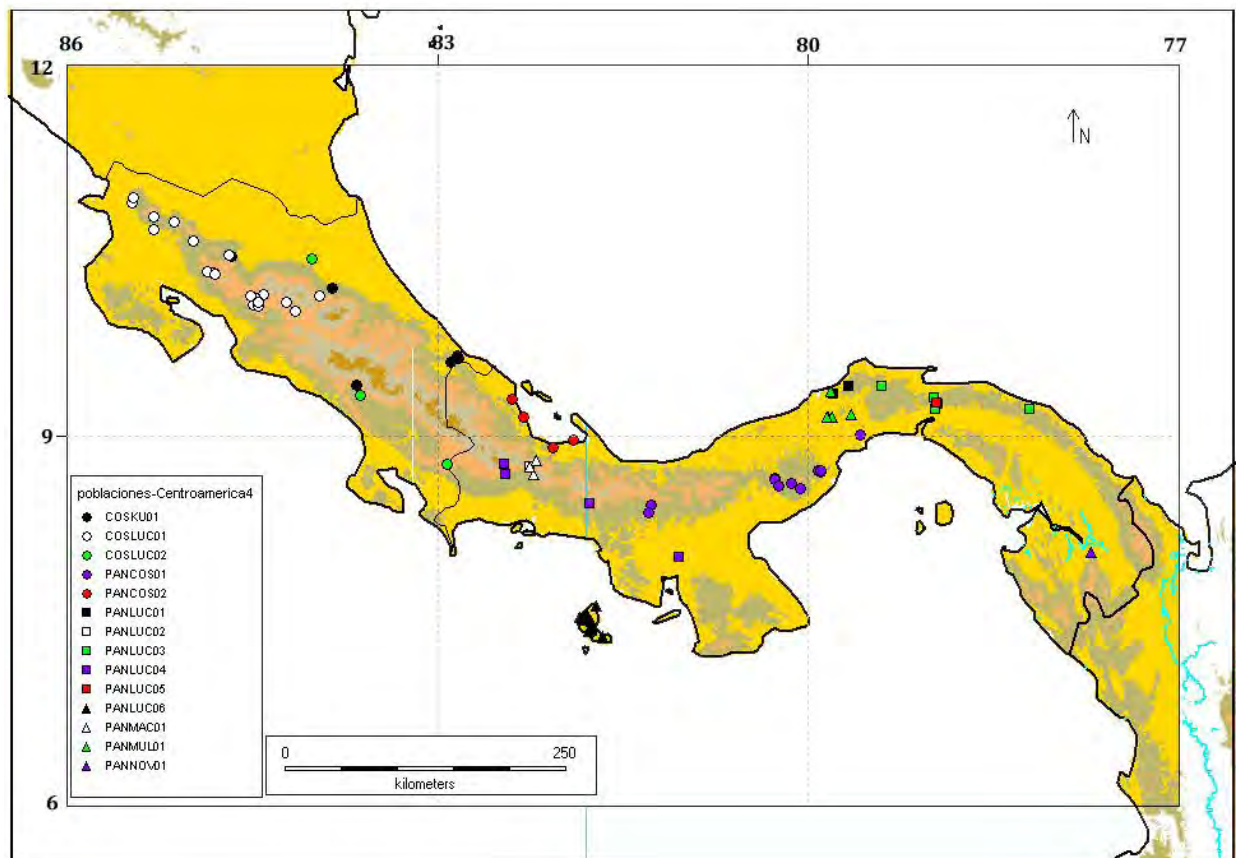 86 83 80 77
12
N
9
9
6
poblaciones-Centroamerica4
COSKU01
COSLUC01
COSLUC02
PANCOS01
PANCOS02
PANLUC01
PANLUC02
PANLUC03
PANLUC04
PANLUC05
PANLUC06
PANMAC01
PANMUL01
PANNOV01
0 250
kilometers